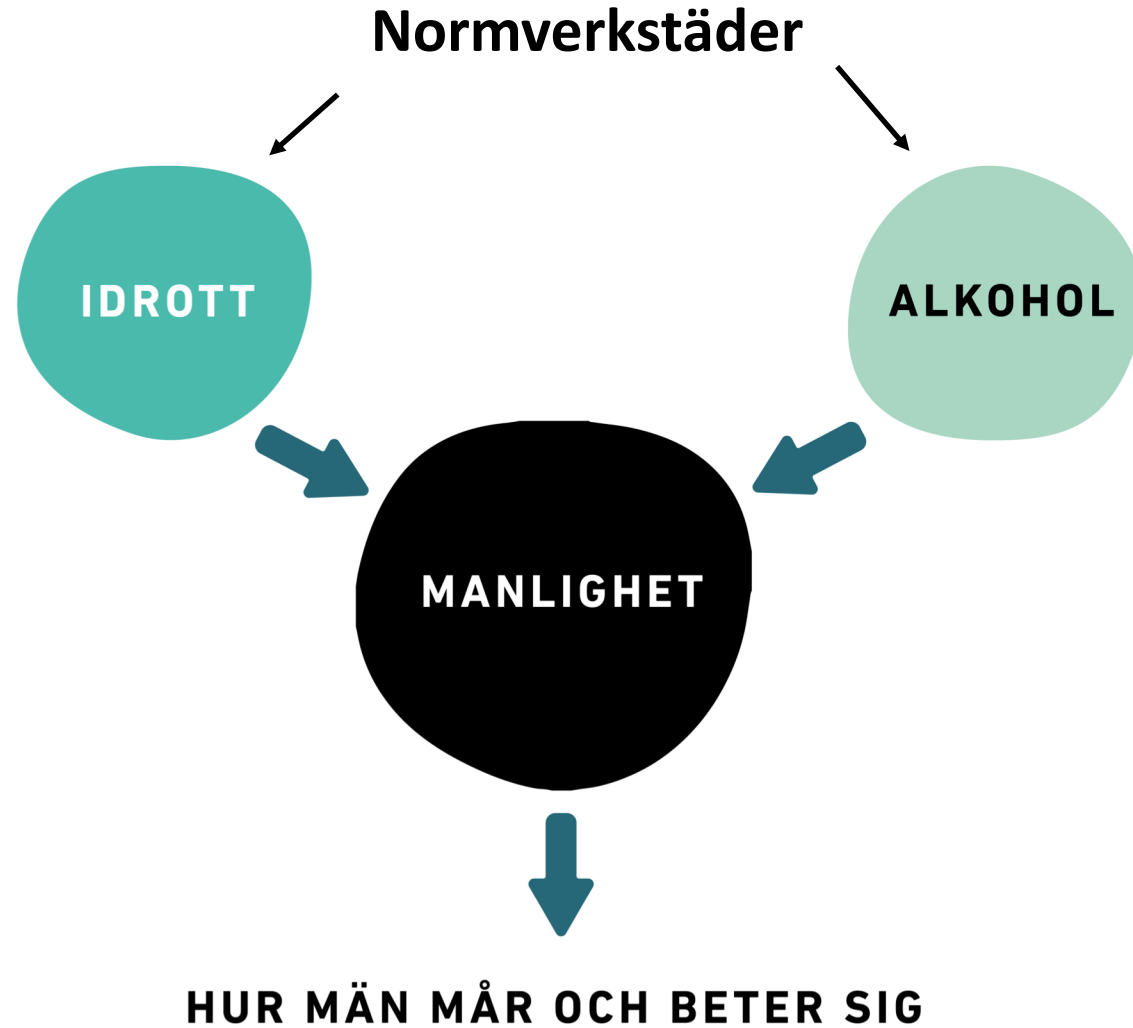 Normverkstäder
IDROTT
ALKOHOL
MANLIGHET
HUR MÄN MÅR OCH BETER SIG